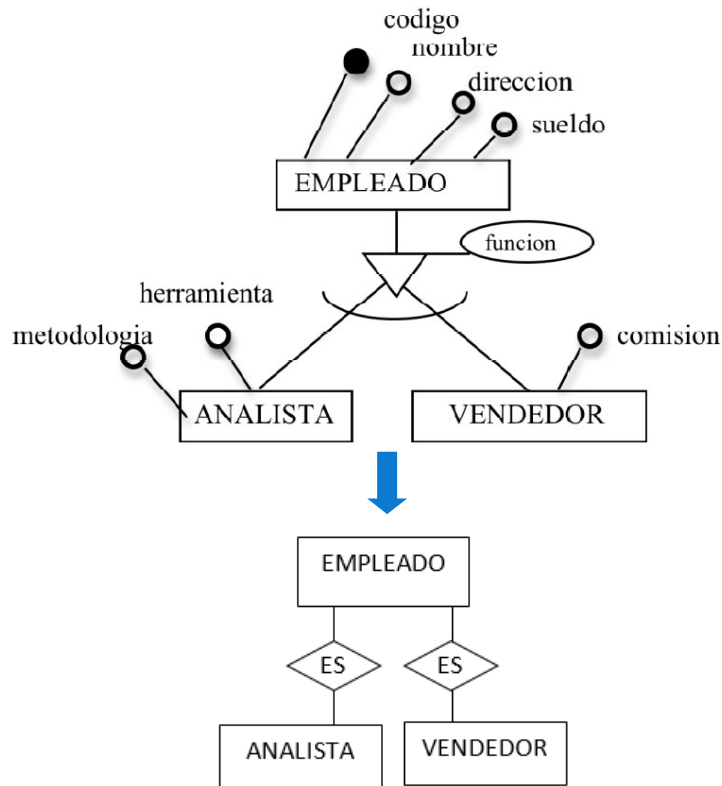 codigo
nombre
direccion
sueldo
EMPLEADO
funcion
herramienta
metodologia
comision
ANALISTA
VENDEDOR
EMPLEADO
ES
ES
ANALISTA
VENDEDOR